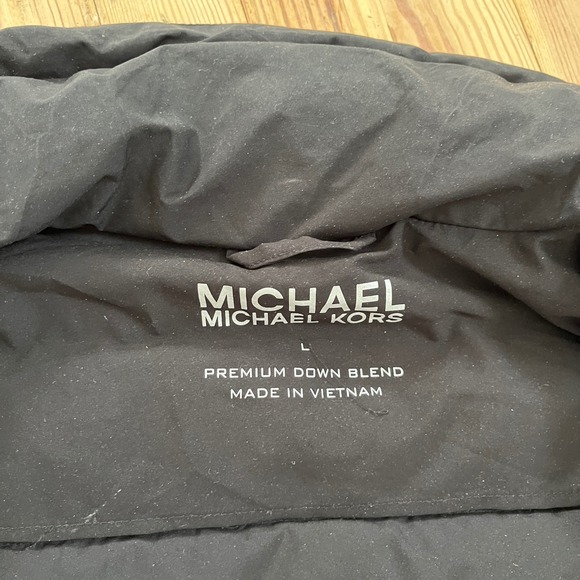 MICHAEL
MICHAEL KORS
L
PREMIUM DOWN BLEND
MADE IN VIETNAM